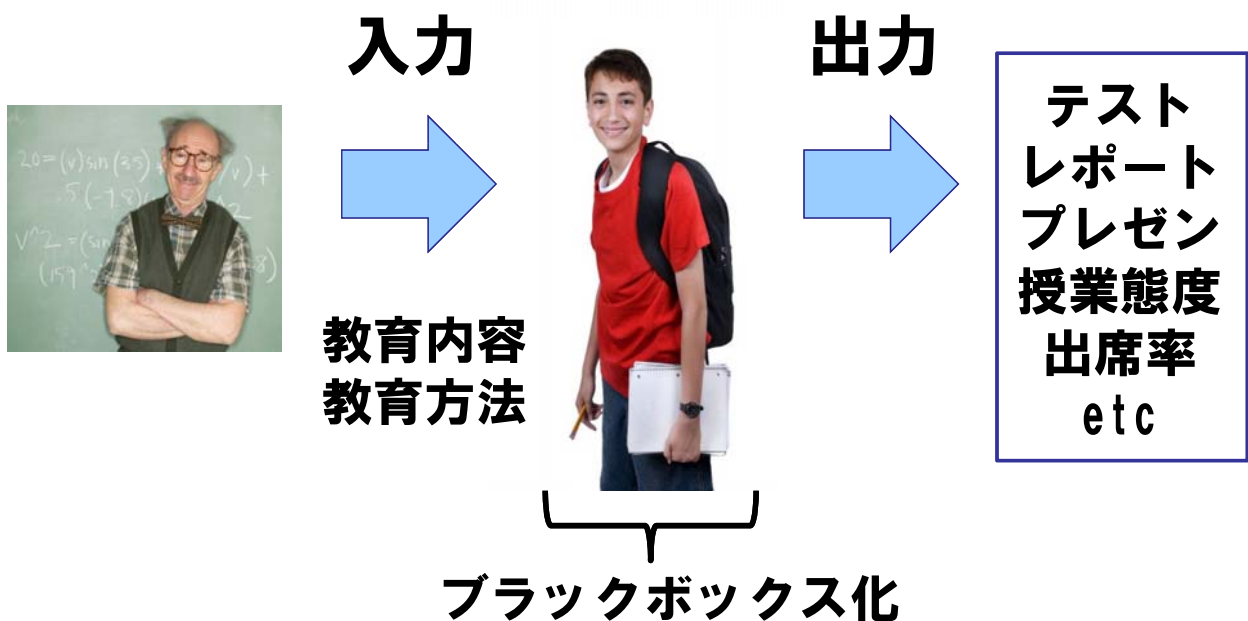 入力
出力
教育内容
教育方法
テスト
レポート
プレゼン
授業態度
出席率
etc
ブラックボックス化